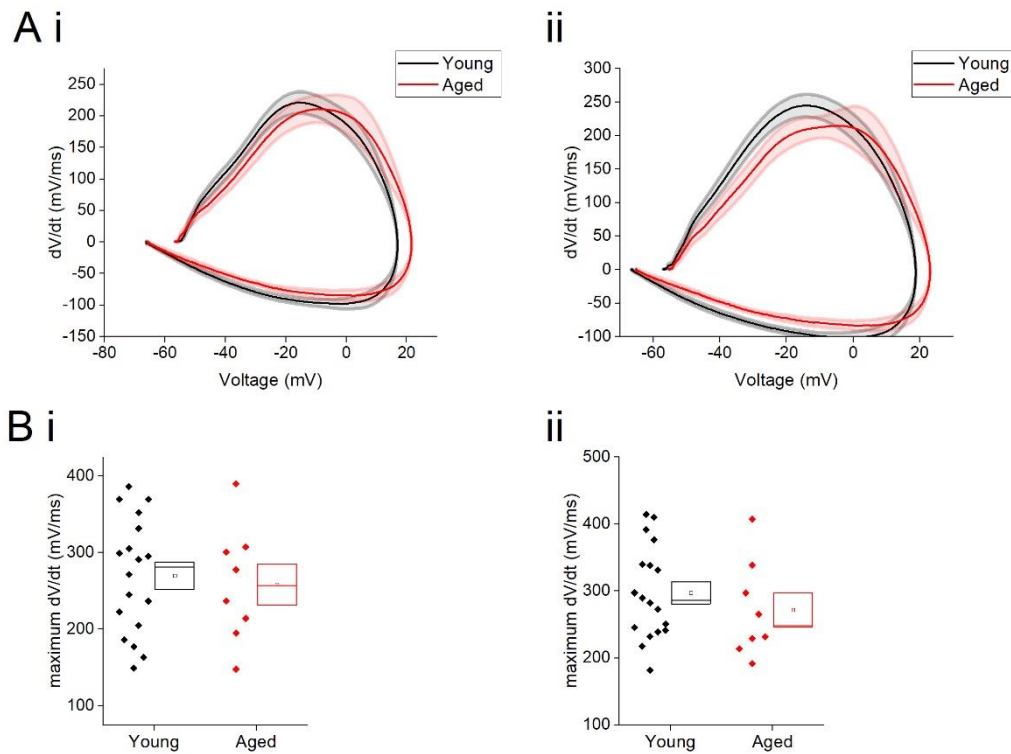 A i
Young
Aged
300
250
200
150
100
50
0
-50
-100
-150
-80 -60 -40 -20 0 20
dV/dt (mV/ms)
Voltage (mV)
ii
Young
Aged
300
250
200
150
100
50
0
-50
-100
-60 -40 -20 0 20
dV/dt (mV/ms)
Voltage (mV)
B i
400
300
200
100
maximum dV/dt (mV/ms)
Young Aged
ii
500
400
300
200
100
maximum dV/dt (mV/ms)
Young Aged